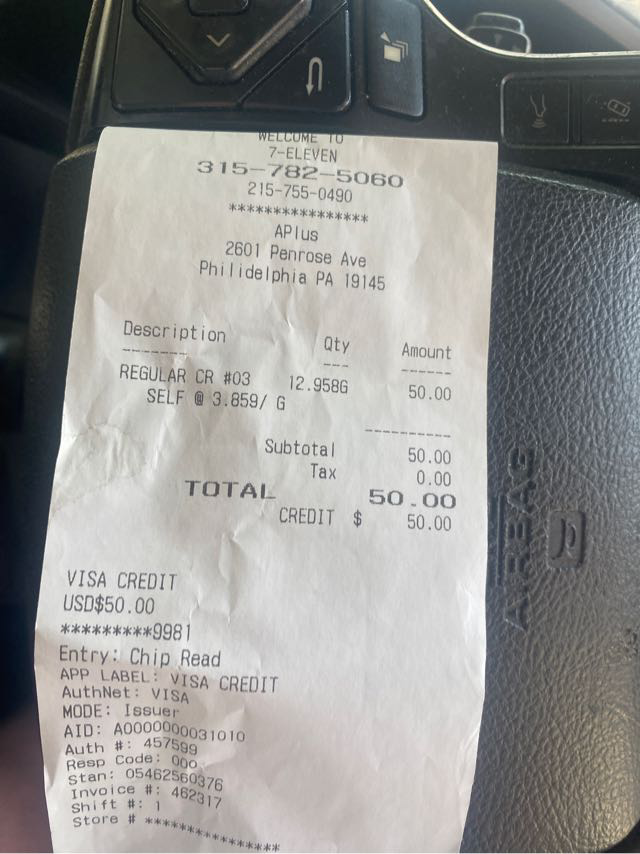 WELCOME TO
7-ELEVEN
315-782-5060
215-755-0490
****************
APlus
2601 Penrose Ave
Philidelphia PA 19145
Description Qty Amount
-------- --- ------
REGULAR CR #03 12.958G 50.00
SELF @ 3.859/ G
----------
Subtotal 50.00
Tax 0.00
TOTAL 50.00
CREDIT $ 50.00
VISA CREDIT
USD$50.00
*********9981
Entry: Chip Read
APP LABEL: VISA CREDIT
AuthNet: VISA
MODE: Issuer
AID: A0000000031010
Auth #: 457599
Resp Code: 000
Stan: 05462560376
Invoice #: 462317
Shift #: 1
Store # ****************
AIRBAG